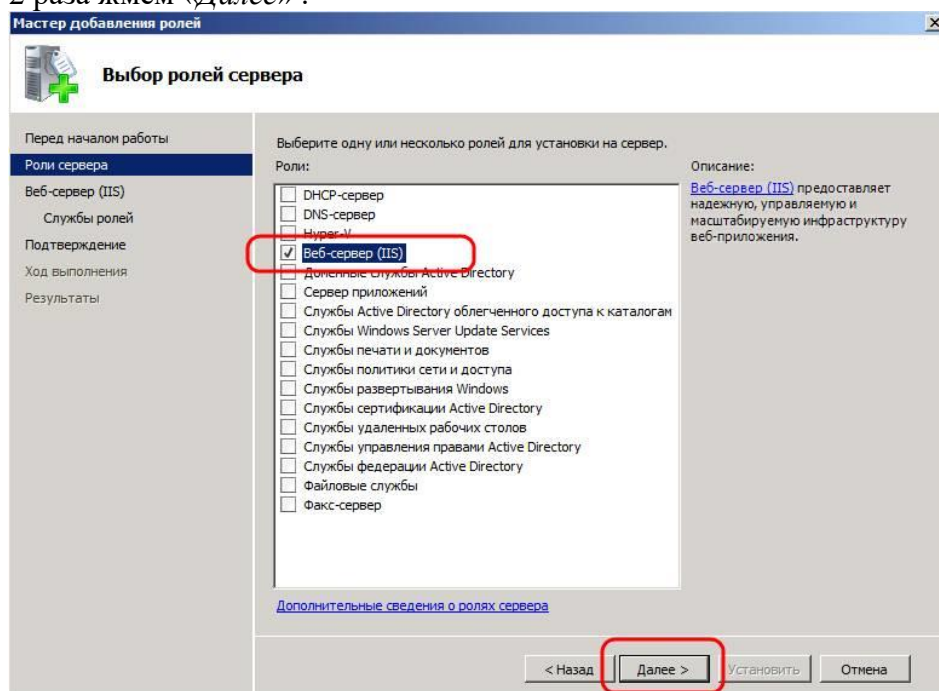 2 раза жмем «Далее» .
Мастер добавления ролей
Выбор ролей сервера
Перед началом работы
Роли сервера
Веб-сервер (IIS)
Службы ролей
Подтверждение
Ход выполнения
Результаты
Выберите одну или несколько ролей для установки на сервер.
Роли:
DHCP-сервер
DNS-сервер
Hyper-V
Веб-сервер (IIS)
Доменные службы Active Directory
Сервер приложений
Службы Active Directory облегченного доступа к каталогам
Службы Windows Server Update Services
Службы печати и документов
Службы политики сети и доступа
Службы развертывания Windows
Службы сертификации Active Directory
Службы удаленных рабочих столов
Службы управления правами Active Directory
Службы федерации Active Directory
Файловые службы
Факс-сервер
Дополнительные сведения о ролях сервера
Описание:
Веб-сервер (IIS) предоставляет
надежную, управляемую и
масштабируемую инфраструктуру
веб-приложения.
< Назад
Далее >
Установить
Отмена